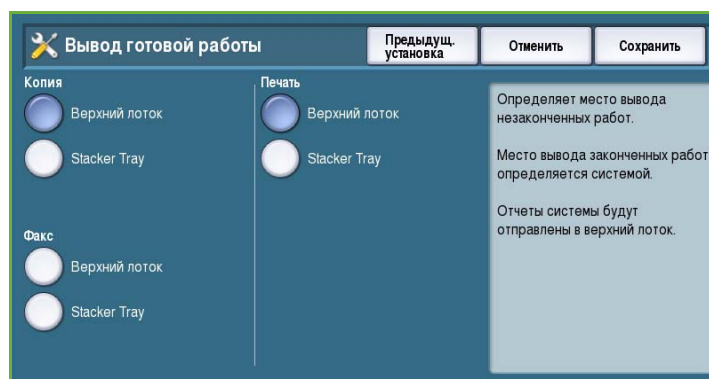 Вывод готовой работы
Предыдущ.
установка
Отменить
Сохранить
Копия
Верхний лоток
Stacker Tray
Печать
Верхний лоток
Stacker Tray
Факс
Верхний лоток
Stacker Tray
Определяет место вывода
незаконченных работ.
Место вывода законченных работ
определяется системой.
Отчеты системы будут
отправлены в верхний лоток.